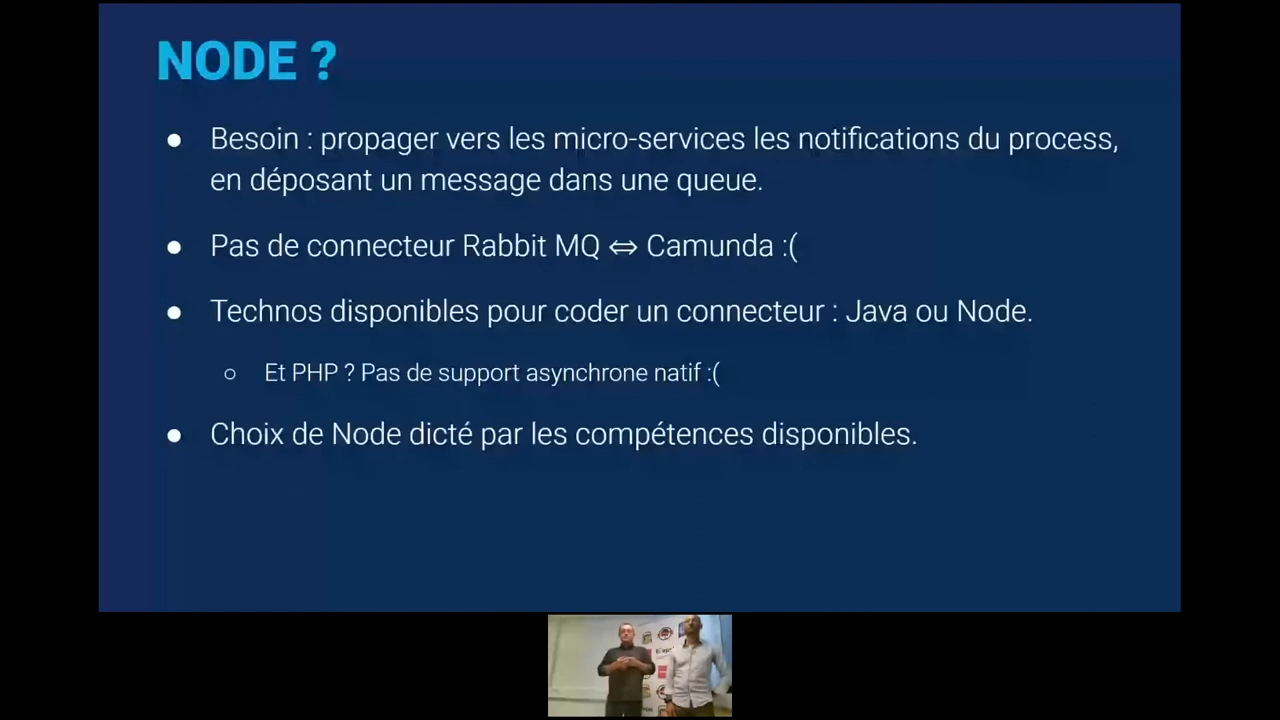 NODE ?
● Besoin : propager vers les micro-services les notifications du process,
en déposant un message dans une queue.
● Pas de connecteur Rabbit MQ ⇔ Camunda :(
● Technos disponibles pour coder un connecteur : Java ou Node.
○ Et PHP ? Pas de support asynchrone natif :(
● Choix de Node dicté par les compétences disponibles.